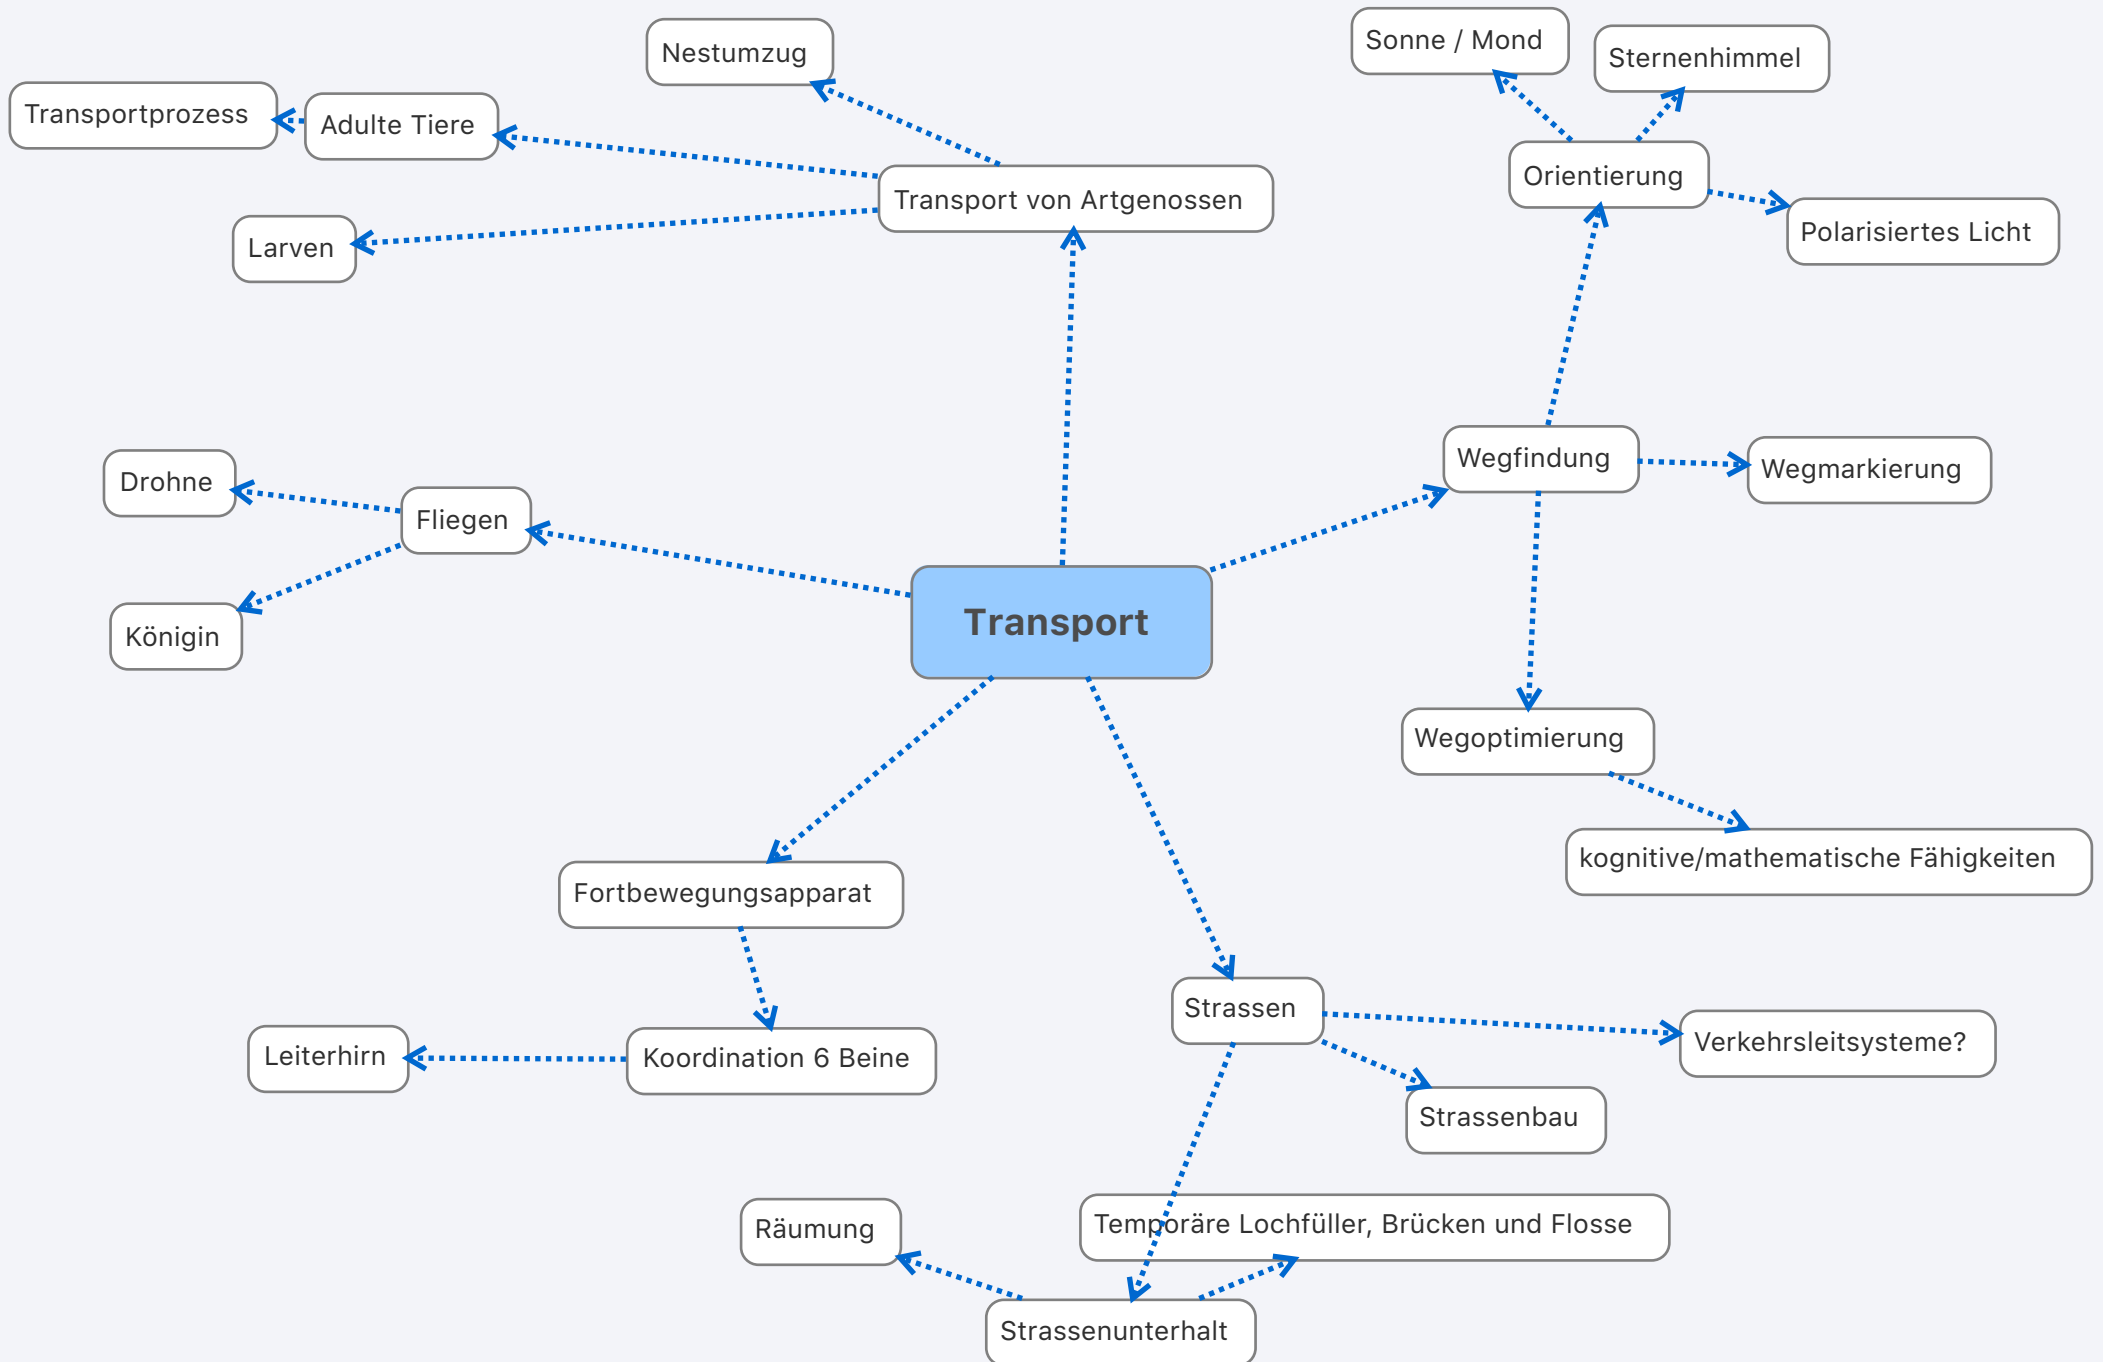 Nestumzug
Sonne / Mond
Sternenhimmel
Transportprozess
Adulte Tiere
Transport von Artgenossen
Orientierung
Larven
Polarisiertes Licht
Drohne
Fliegen
Wegfindung
Wegmarkierung
Königin
Transport
Wegoptimierung
kognitive/mathematische Fähigkeiten
Fortbewegungsapparat
Strassen
Leiterhirn
Koordination 6 Beine
Verkehrsleitsysteme?
Strassenbau
Räumung
Temporäre Lochfüller, Brücken und Flosse
Strassenunterhalt